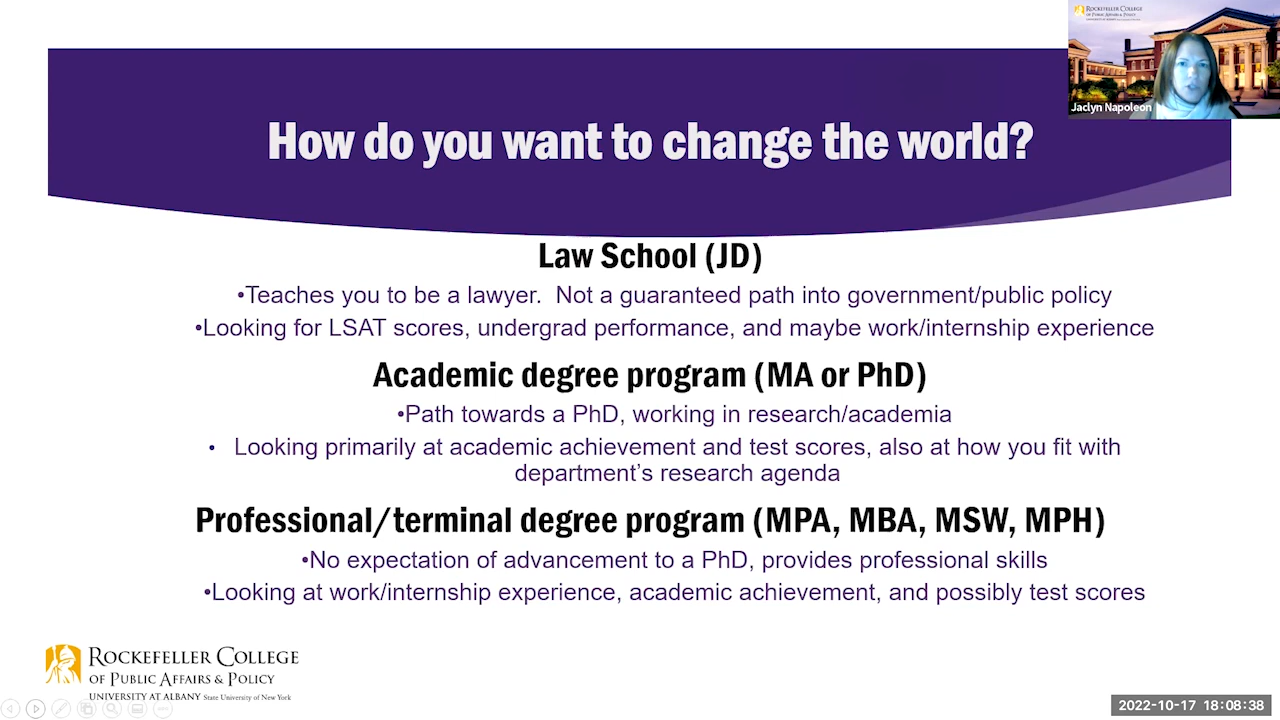 ROCKEFELLER COLLEGE
OF PUBLIC AFFAIRS & POLICY
Jaclyn Napoleon
How do you want to change the world?
Law School (JD)
•Teaches you to be a lawyer.  Not a guaranteed path into government/public policy
•Looking for LSAT scores, undergrad performance, and maybe work/internship experience
Academic degree program (MA or PhD)
•Path towards a PhD, working in research/academia
• Looking primarily at academic achievement and test scores, also at how you fit with
department's research agenda
Professional/terminal degree program (MPA, MBA, MSW, MPH)
•No expectation of advancement to a PhD, provides professional skills
•Looking at work/internship experience, academic achievement, and possibly test scores
ROCKEFELLER COLLEGE
OF PUBLIC AFFAIRS & POLICY
UNIVERSITY AT ALBANY State University of New York
2022-10-17 18:08:38